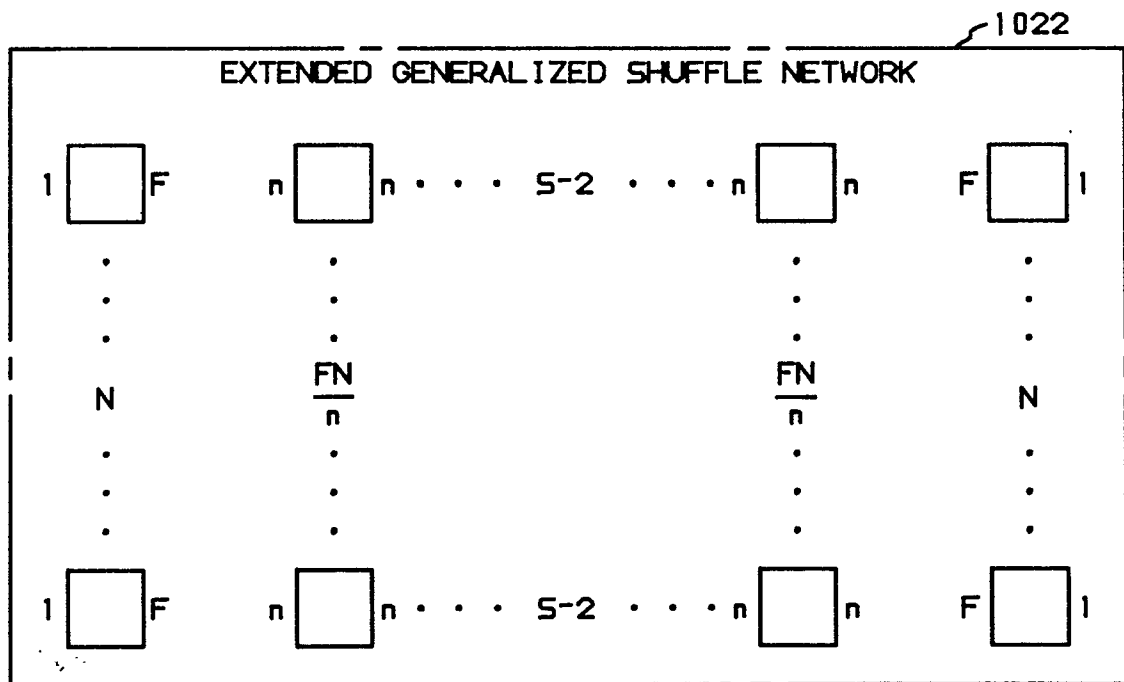 1022
EXTENDED GENERALIZED SHUFFLE NETWORK
1 F n n · · · S-2 · · · n n F 1
N FN/n FN/n N
1 F n n · · · S-2 · · · n n F 1